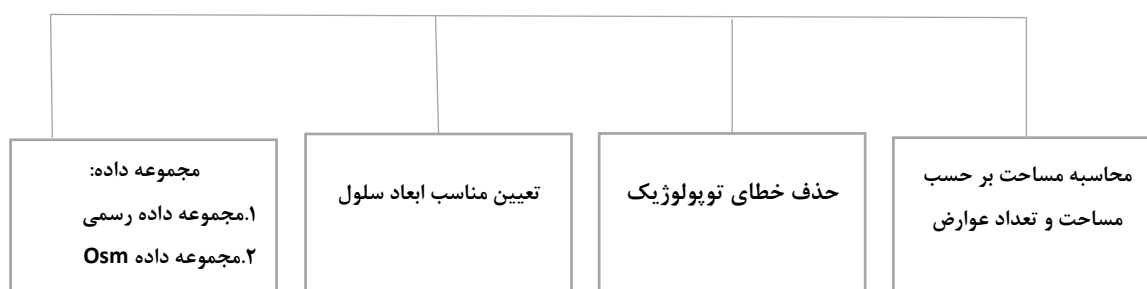 محاسبه مساحت بر حسب
مساحت و تعداد عوارض
حذف خطای توپولوژیک
تعیین مناسب ابعاد سلول
مجموعه داده:
۱.مجموعه داده رسمی
۲.مجموعه داده Osm